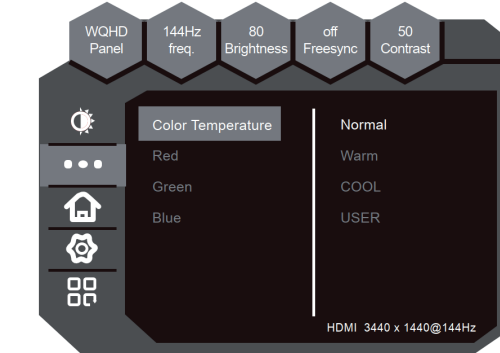 WQHD
Panel
144Hz
freq.
80
Brightness
off
Freesync
50
Contrast
Color Temperature
Normal
Red
Warm
Green
COOL
Blue
USER
HDMI 3440 x 1440@144Hz